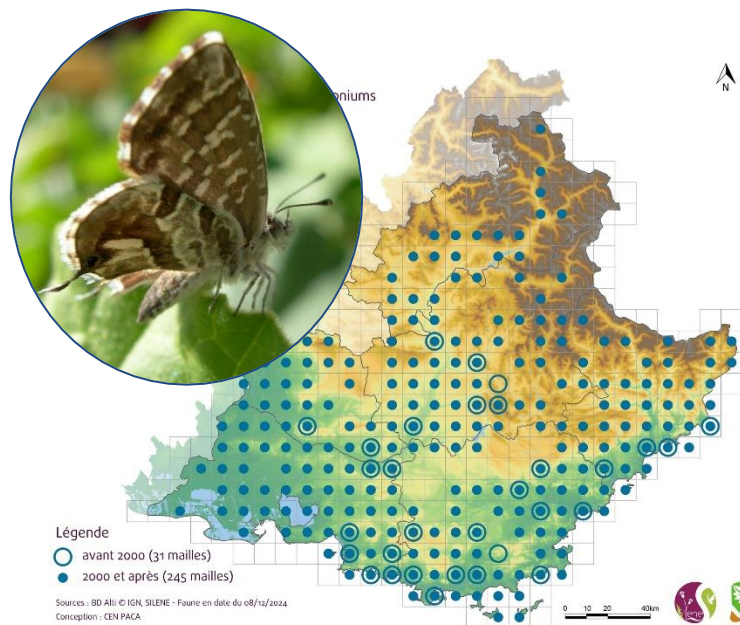 oniums
N
Légende
avant 2000 (31 mailles)
2000 et après (245 mailles)
Sources : BD Alti © IGN, SILENE - Faune en date du 08/12/2024
Conception : CEN PACA
0 10 20 40km